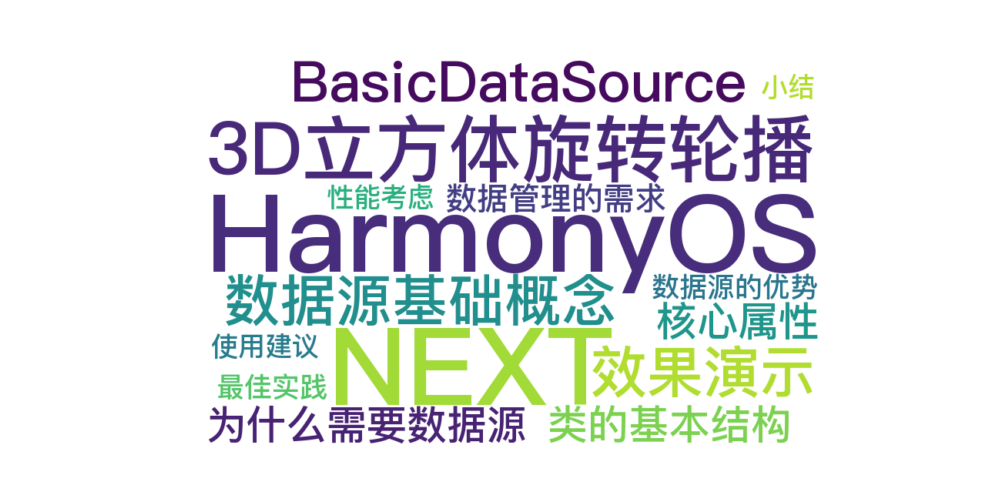 BasicDataSource
小结
3D立方体旋转轮播
性能考虑
数据管理的需求
HarmonyOS
数据源基础概念
数据源的优势
核心属性
使用建议
NEXT
效果演示
最佳实践
为什么需要数据源
类的基本结构